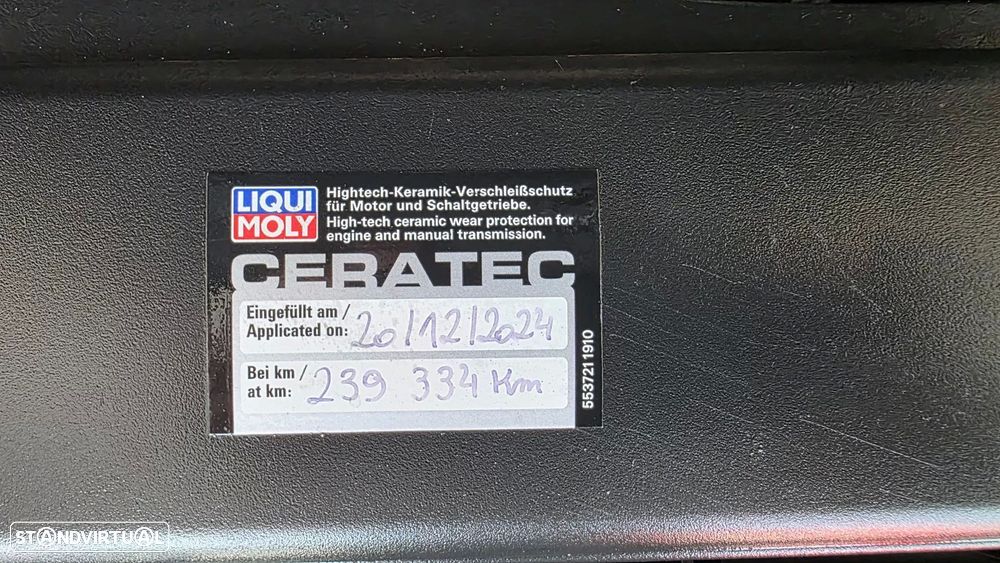 LIQUI
MOLY
Hightech-Keramik-Verschleißschutz
für Motor und Schaltgetriebe.
High-tech ceramic wear protection for
engine and manual transmission.
CERATEC
Eingefüllt am /
Applicated on: 20/12/2024
Bei km /
at km: 239 334 Km
5537211910
STANDVIRTUAL